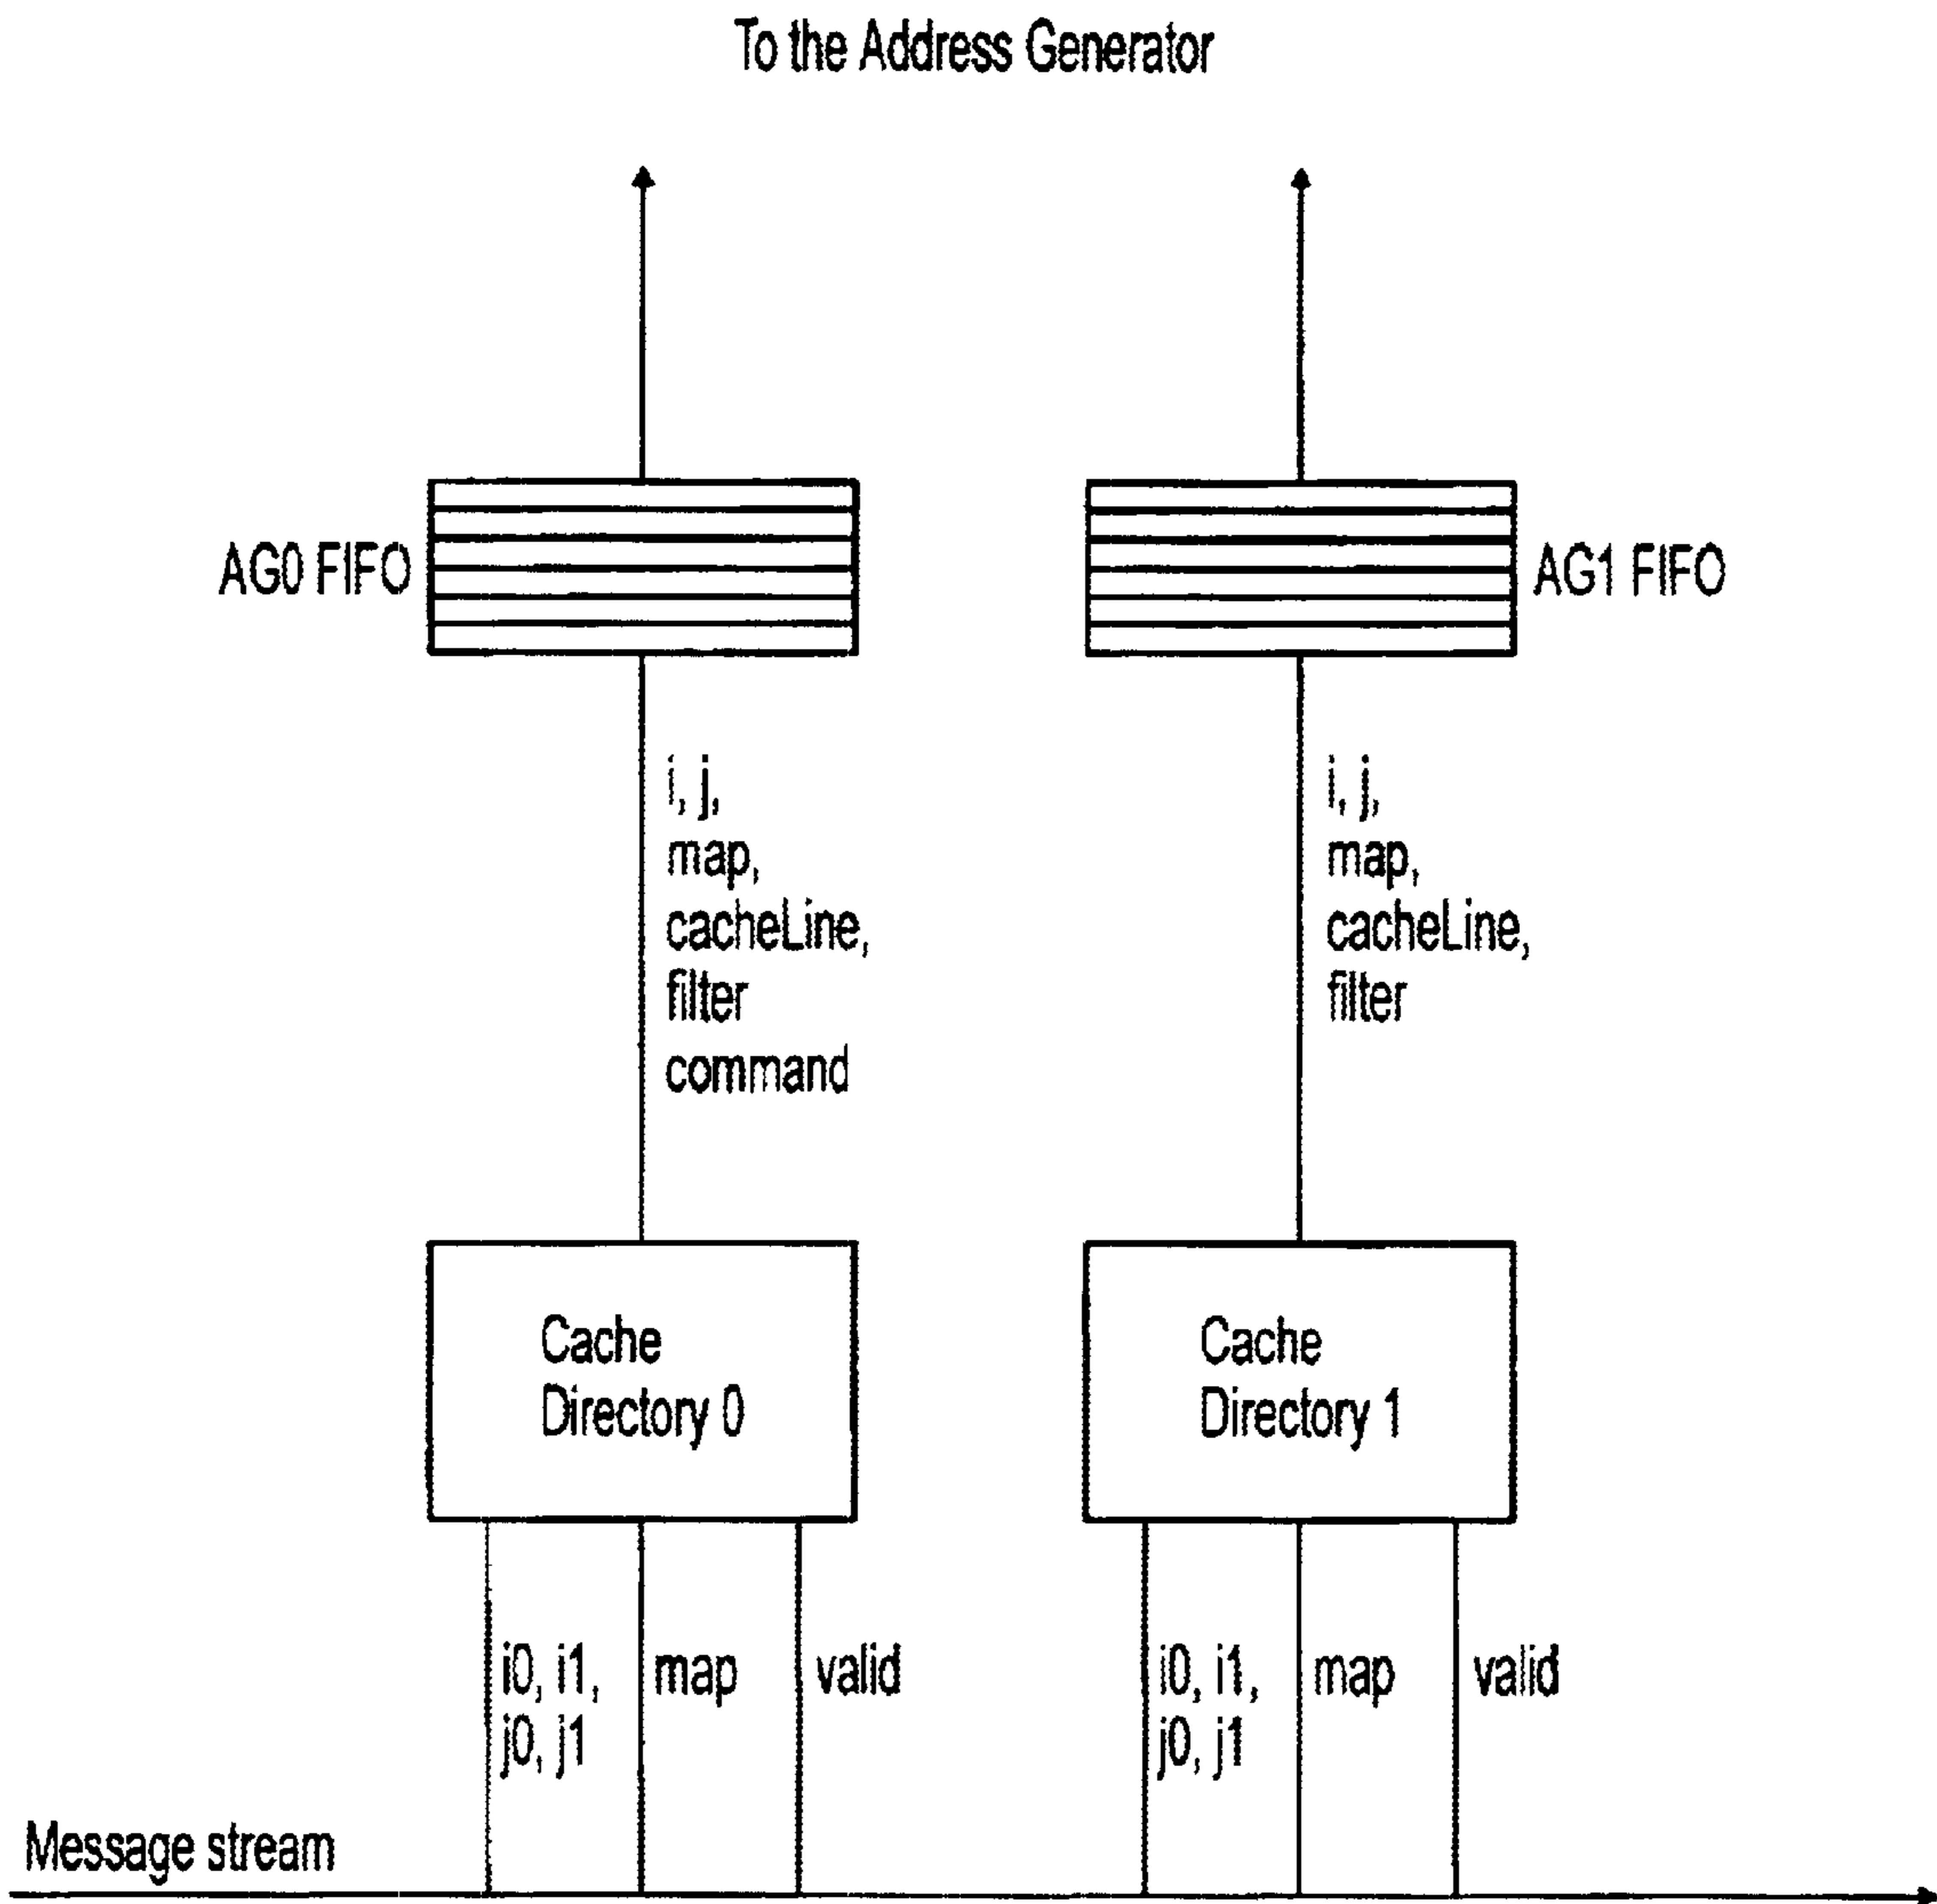 To the Address Generator
AG0 FIFO
AG1 FIFO
i, j,
map,
cacheLine,
filter
command
i, j,
map,
cacheLine,
filter
Cache
Directory 0
Cache
Directory 1
i0, i1,
j0, j1
map
valid
i0, i1,
j0, j1
map
valid
Message stream